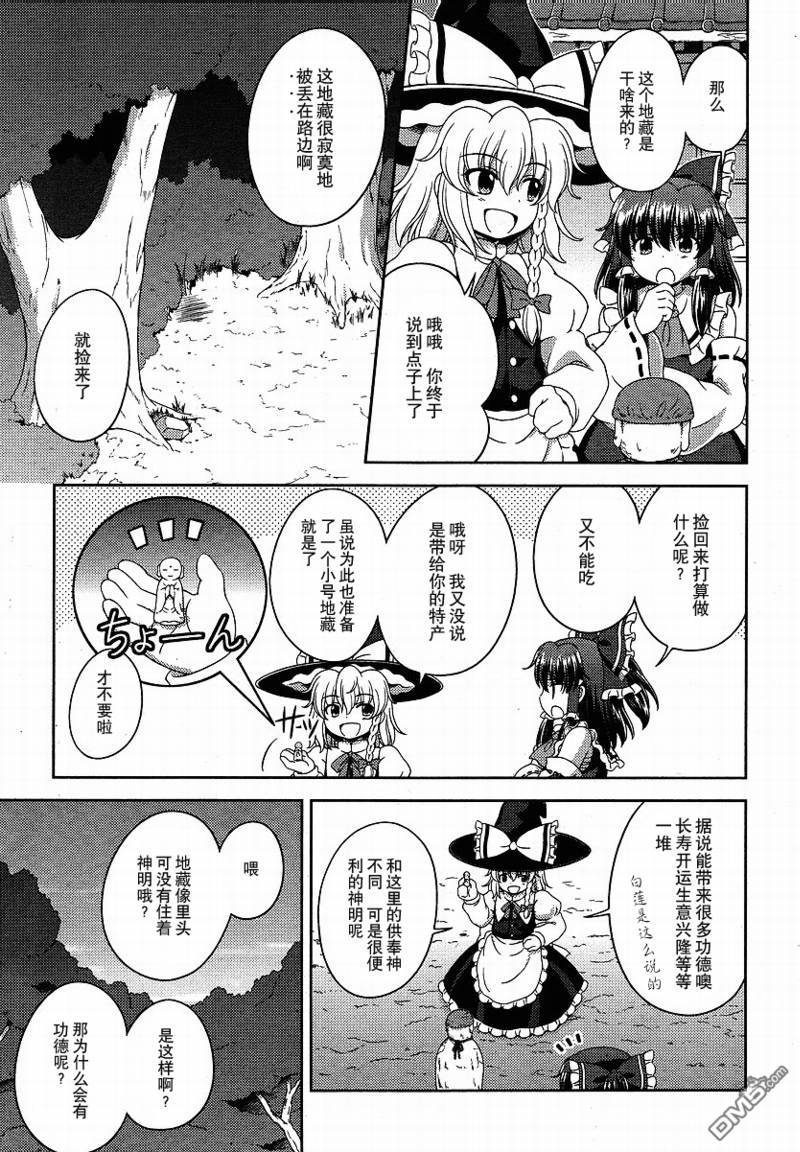 那么
这个地藏是
干啥来的？
哦哦 你终于
说到点子上了
这地藏很寂寞地
被丢在路边啊
・・・
就捡来了
捡回来打算做
什么呢？
又不能吃
哦呀 我又没说
是带给你的特产
虽说为此也准备
了一个小号地藏
就是了
ちょーん
サッ
才不要啦
据说能带来很多功德噢
长寿开运生意兴隆等等
一堆
白莲是这么说的
和这里的供奉神
不同 可是很便
利的神明呢
喂
地藏像里头
可没有住着
神明哦？
是这样啊？
那为什么会有
功德呢？
DM5.com